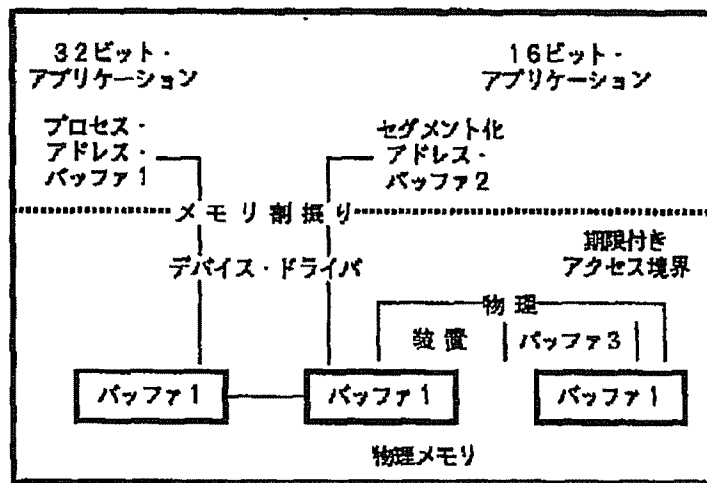 32ビット・
アプリケーション
16ビット・
アプリケーション
プロセス・
アドレス・
バッファ1
セグメント化
アドレス・
バッファ2
メモリ割振り
デバイス・ドライバ
期限付き
アクセス境界
物理
装置
バッファ3
バッファ1
バッファ1
バッファ1
物理メモリ